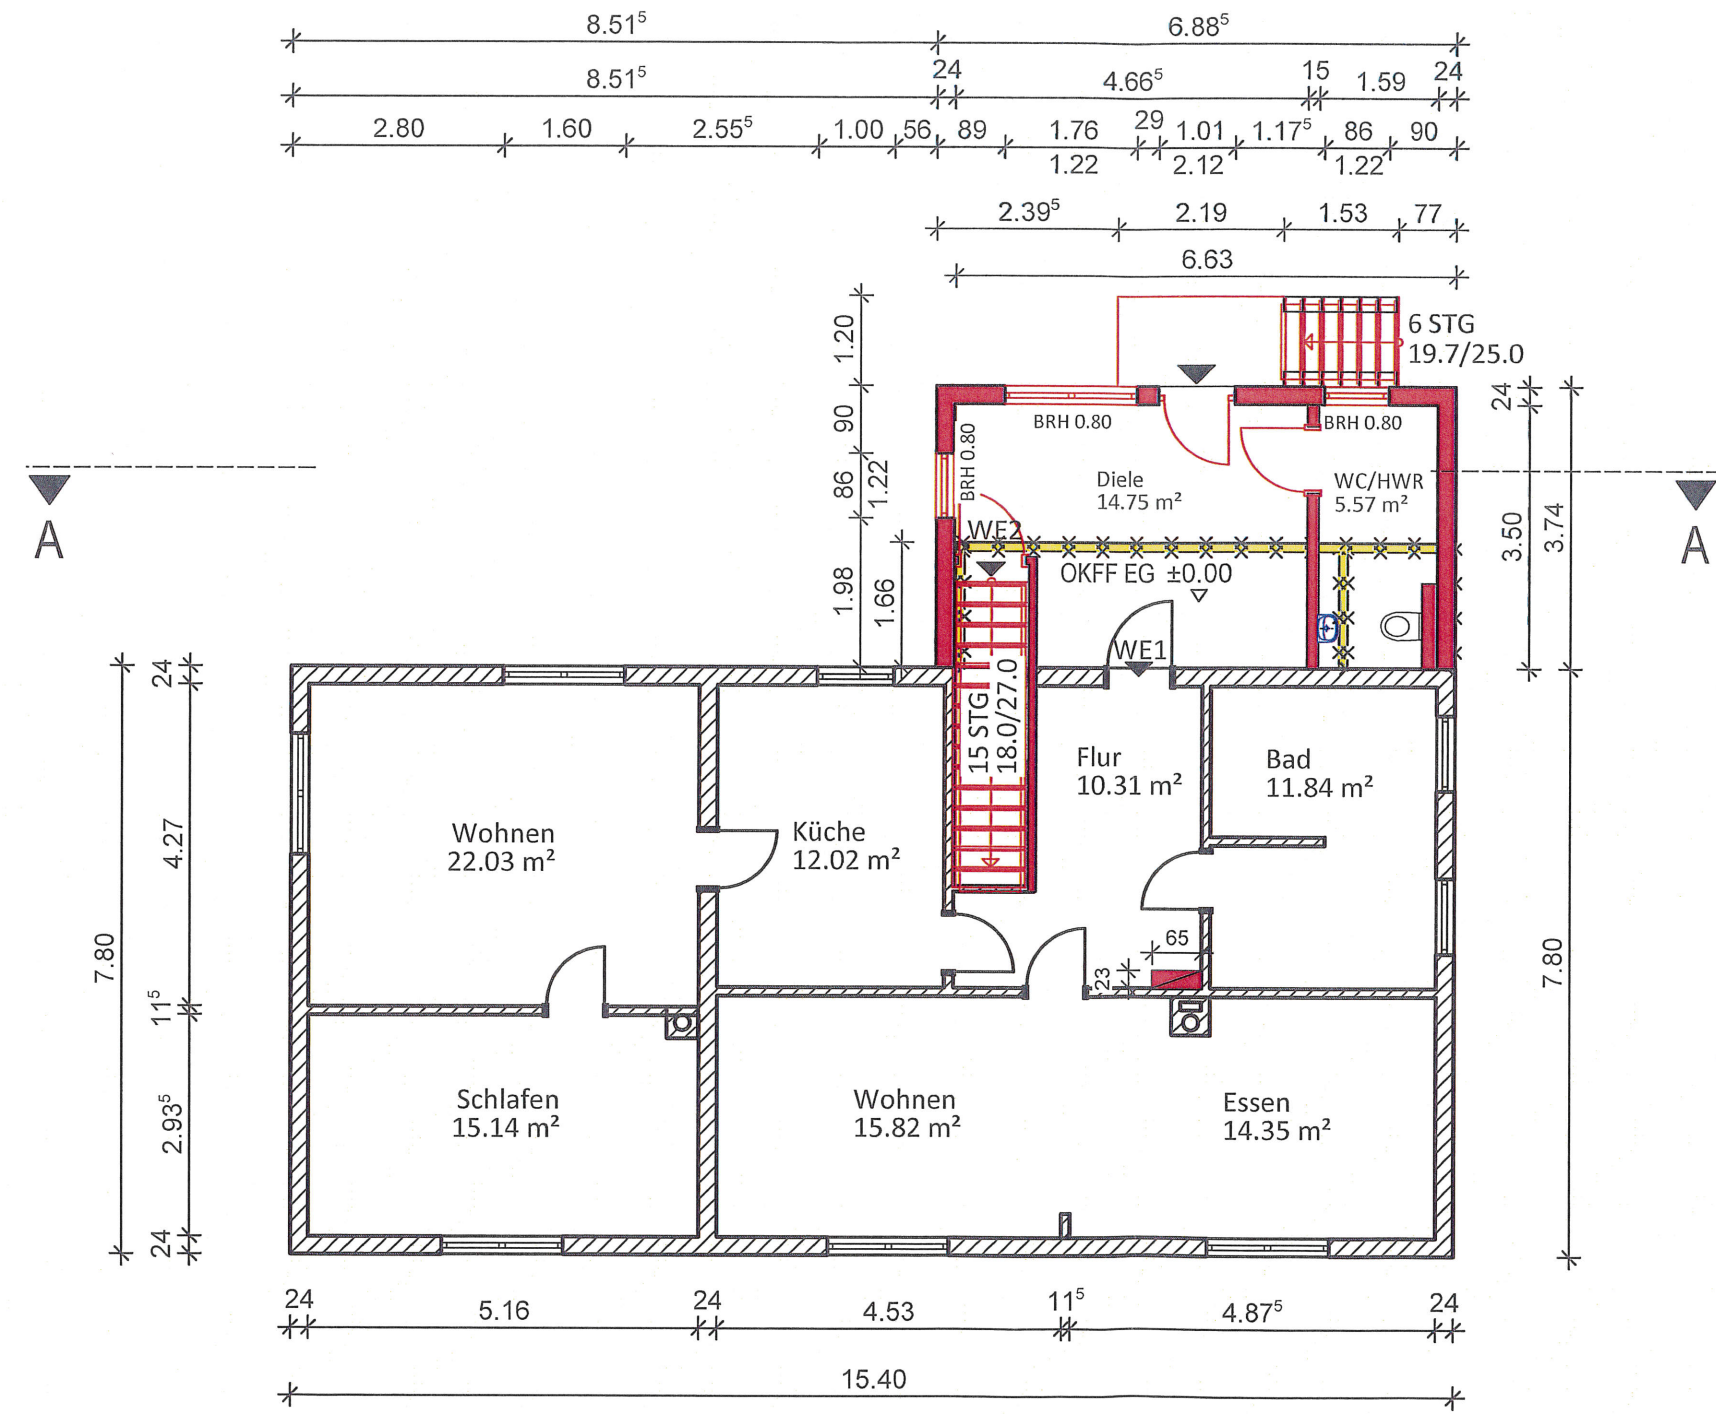 8.51⁵ 6.88⁵
8.51⁵ 24 4.66⁵ 15 1.59 24
2.80 1.60 2.55⁵ 1.00 56 89 1.76 29 1.01 1.17⁵ 86 90
1.22 2.12 1.22
2.39⁵ 2.19 1.53 77
6.63
1.20
90
86
1.22
1.98
1.66
6 STG
19.7/25.0
24
3.50
3.74
BRH 0.80
BRH 0.80
BRH 0.80
Diele
14.75 m²
WC/HWR
5.57 m²
A
A
WE2
OKFF EG ±0.00
WE1
15 STG
18.0/27.0
24
4.27
7.80
11⁵
2.93⁵
24
Wohnen
22.03 m²
Küche
12.02 m²
Flur
10.31 m²
Bad
11.84 m²
65
23
7.80
Schlafen
15.14 m²
Wohnen
15.82 m²
Essen
14.35 m²
24 5.16 24 4.53 11⁵ 4.87⁵ 24
15.40